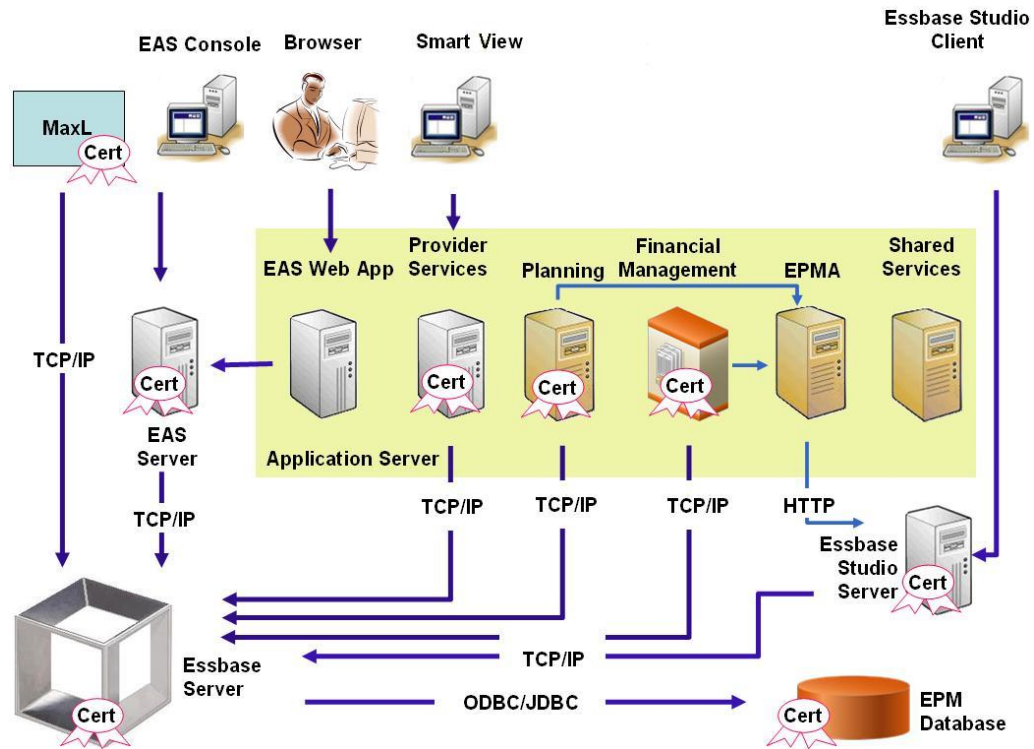 EAS Console
Browser
Smart View
Essbase Studio
Client
MaxL
Cert
EAS Web App
Provider
Services
Planning
Financial
Management
EPMA
Shared
Services
TCP/IP
Cert
Cert
Cert
Cert
EAS
Server
Application Server
TCP/IP
TCP/IP
TCP/IP
TCP/IP
HTTP
Essbase
Studio
Server
Cert
Essbase
Server
TCP/IP
Cert
ODBC/JDBC
Cert
EPM
Database